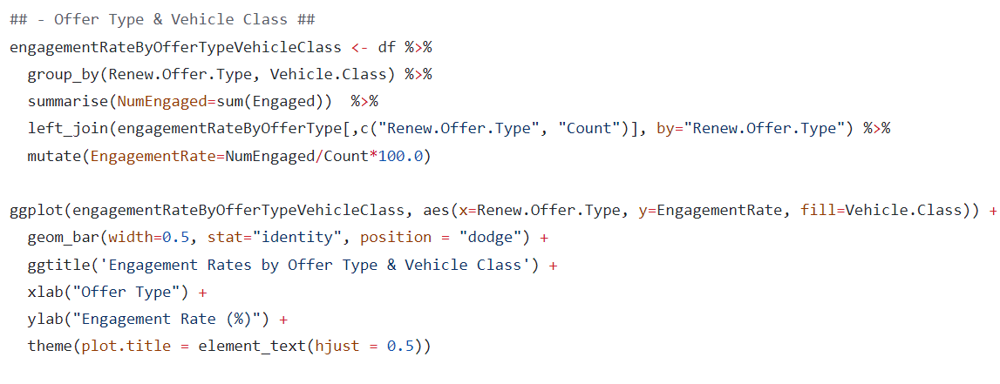 ## - Offer Type & Vehicle Class ##
engagementRateByOfferTypeVehicleClass <- df %>%
  group_by(Renew.Offer.Type, Vehicle.Class) %>%
  summarise(NumEngaged=sum(Engaged))  %>%
  left_join(engagementRateByOfferType[,c("Renew.Offer.Type", "Count")], by="Renew.Offer.Type") %>%
  mutate(EngagementRate=NumEngaged/Count*100.0)

ggplot(engagementRateByOfferTypeVehicleClass, aes(x=Renew.Offer.Type, y=EngagementRate, fill=Vehicle.Class)) +
  geom_bar(width=0.5, stat="identity", position = "dodge") +
  ggtitle('Engagement Rates by Offer Type & Vehicle Class') +
  xlab("Offer Type") +
  ylab("Engagement Rate (%)") +
  theme(plot.title = element_text(hjust = 0.5))